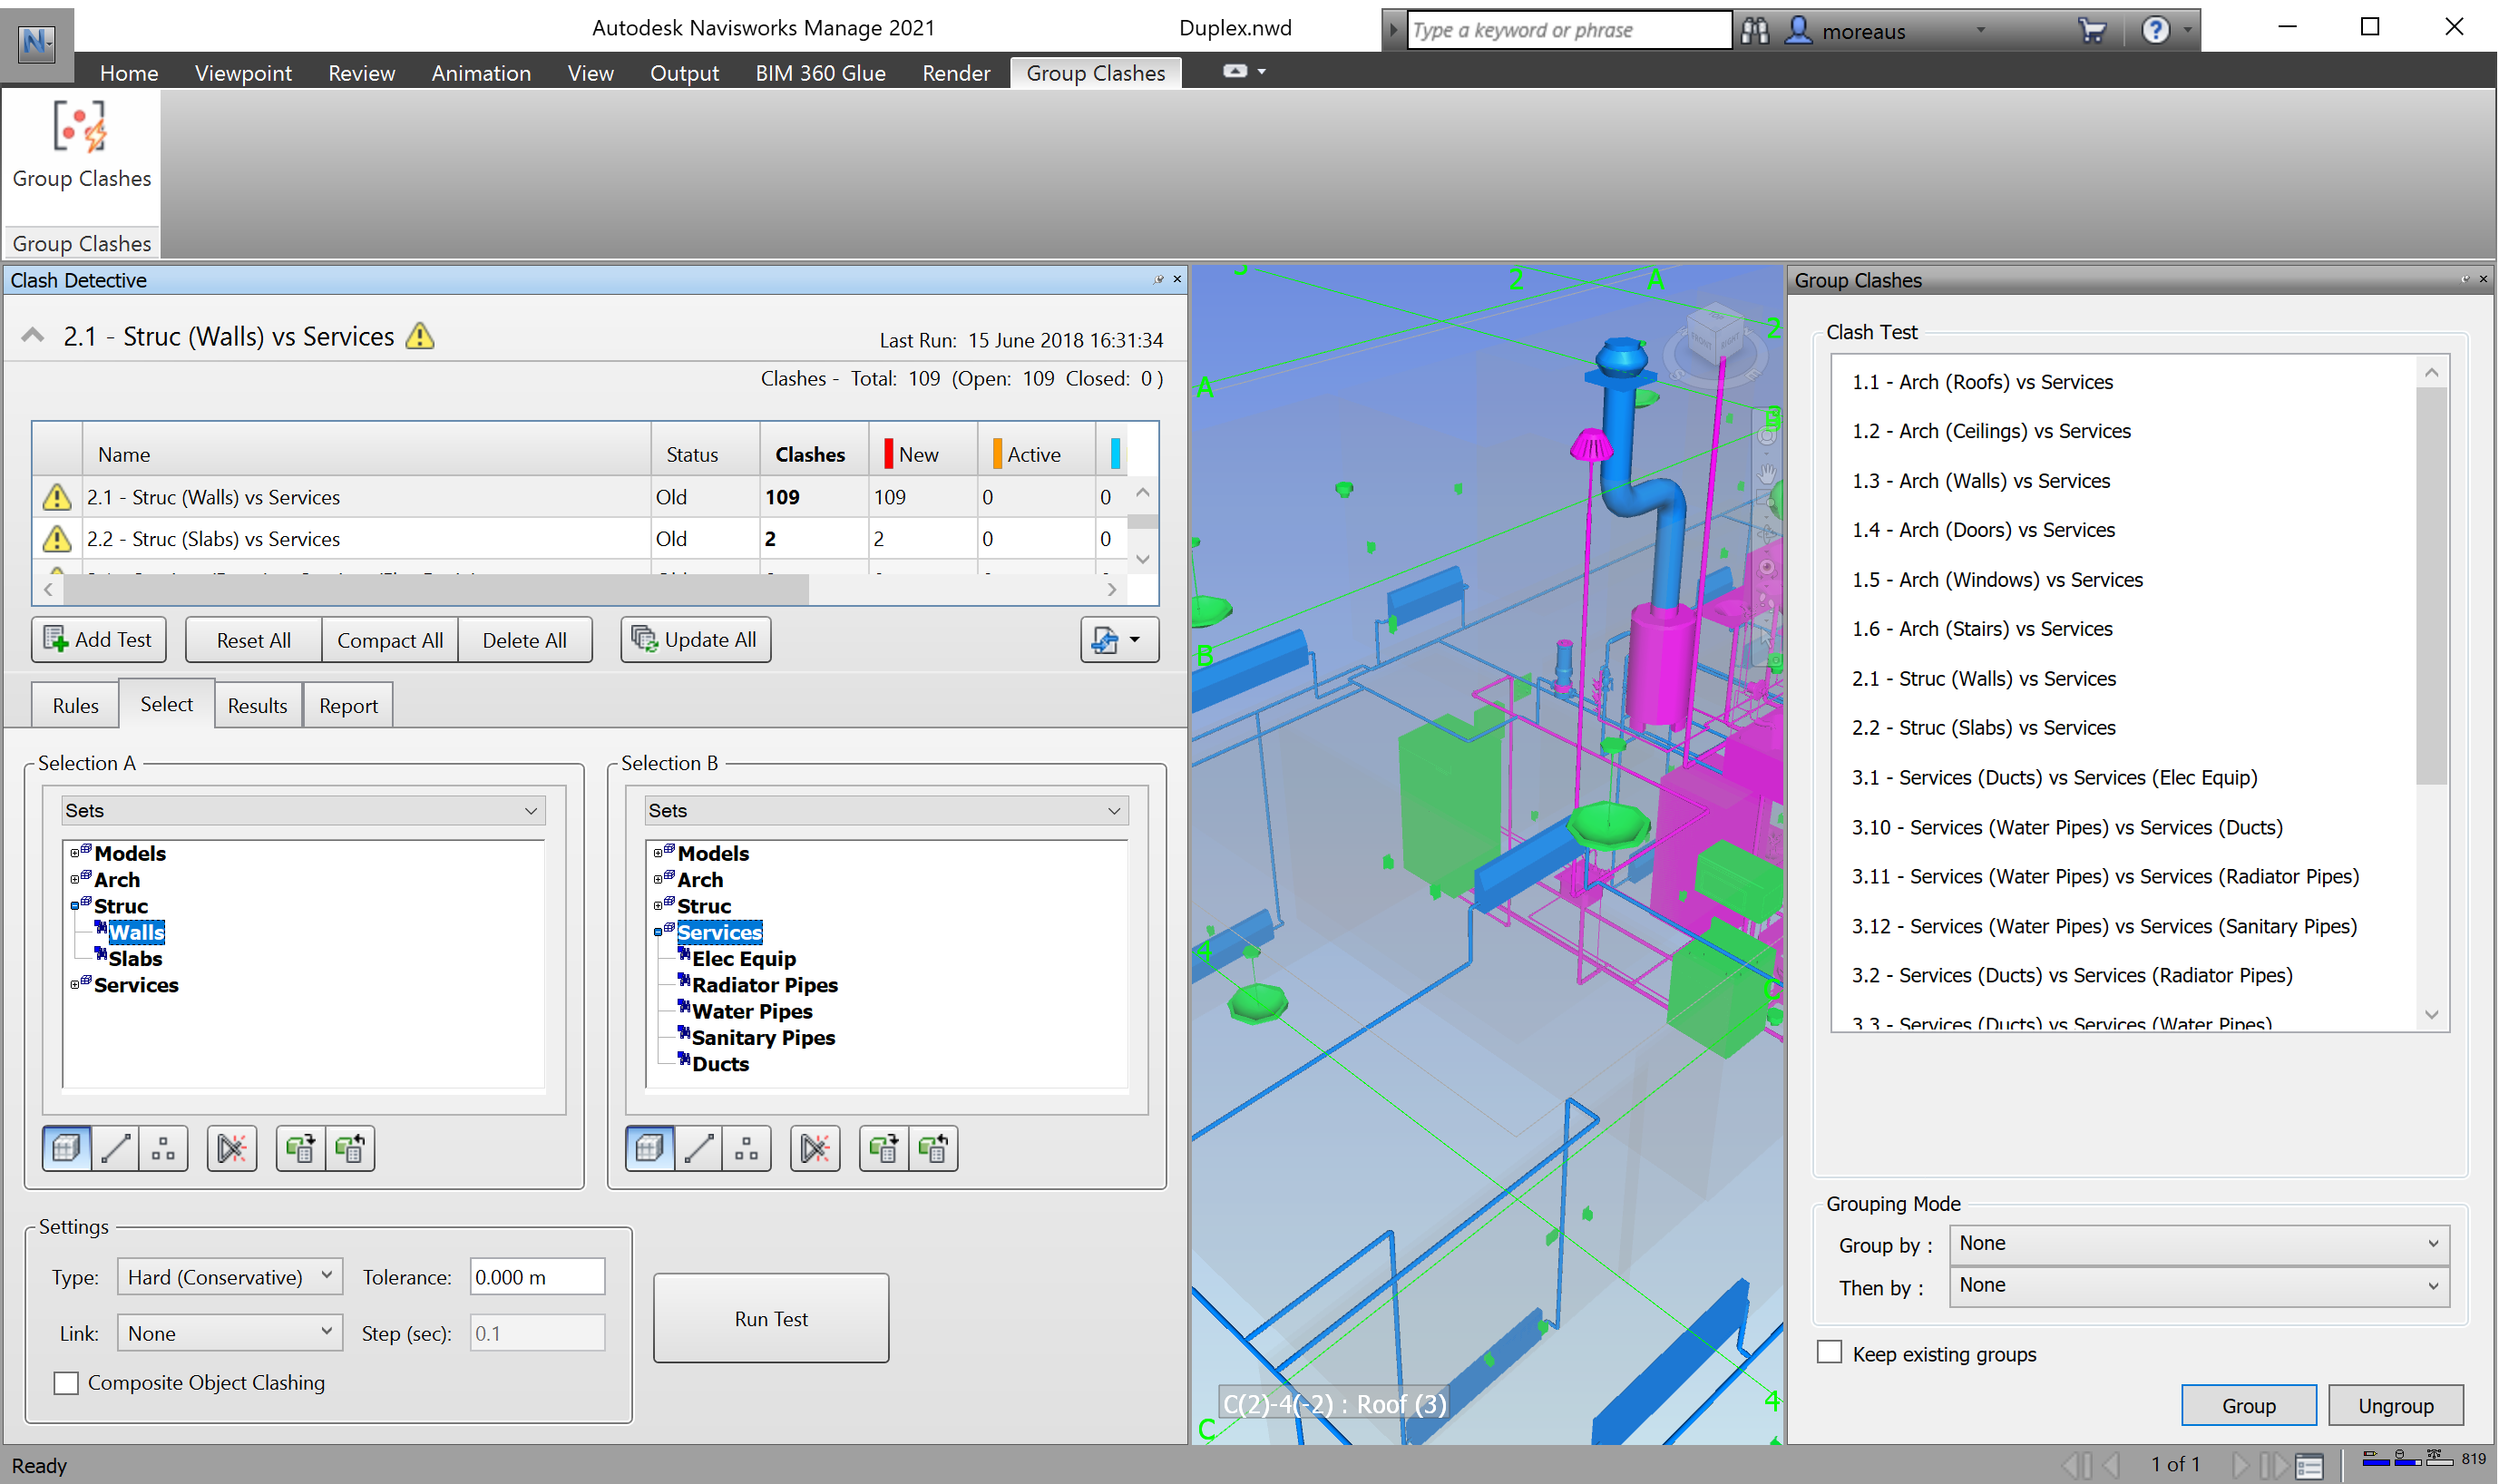 Autodesk Navisworks Manage 2021
Duplex.nwd
Type a keyword or phrase
moreaus
Home Viewpoint Review Animation View Output BIM 360 Glue Render Group Clashes
Group Clashes
Group Clashes
Clash Detective
2.1 - Struc (Walls) vs Services
Last Run: 15 June 2018 16:31:34
Clashes - Total: 109 (Open: 109 Closed: 0 )
Name Status Clashes New Active
2.1 - Struc (Walls) vs Services Old 109 109 0 0
2.2 - Struc (Slabs) vs Services Old 2 2 0 0
Add Test Reset All Compact All Delete All Update All
Rules Select Results Report
Selection A
Sets
Models
Arch
Struc
Walls
Slabs
Services
Selection B
Sets
Models
Arch
Struc
Services
Elec Equip
Radiator Pipes
Water Pipes
Sanitary Pipes
Ducts
Settings
Type: Hard (Conservative) Tolerance: 0.000 m
Link: None Step (sec): 0.1
Composite Object Clashing
Run Test
2
A
2
A
B
B
4
4
C
FRONT
RIGHT
C(2)-4(-2) : Roof (3)
Group Clashes
Clash Test
1.1 - Arch (Roofs) vs Services
1.2 - Arch (Ceilings) vs Services
1.3 - Arch (Walls) vs Services
1.4 - Arch (Doors) vs Services
1.5 - Arch (Windows) vs Services
1.6 - Arch (Stairs) vs Services
2.1 - Struc (Walls) vs Services
2.2 - Struc (Slabs) vs Services
3.1 - Services (Ducts) vs Services (Elec Equip)
3.10 - Services (Water Pipes) vs Services (Ducts)
3.11 - Services (Water Pipes) vs Services (Radiator Pipes)
3.12 - Services (Water Pipes) vs Services (Sanitary Pipes)
3.2 - Services (Ducts) vs Services (Radiator Pipes)
3.3 - Services (Ducts) vs Services (Water Pipes)
Grouping Mode
Group by : None
Then by : None
Keep existing groups
Group Ungroup
Ready
1 of 1
819